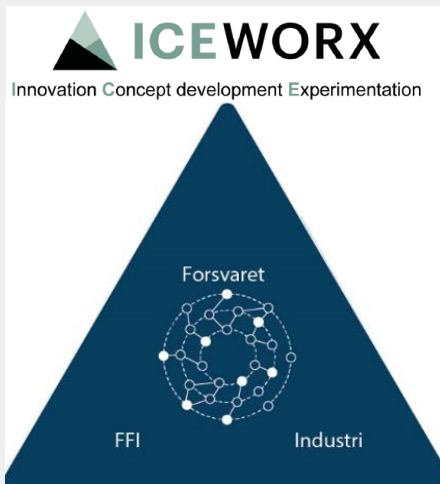 ICEWORX
Innovation Concept development Experimentation
Forsvaret
FFI Industri